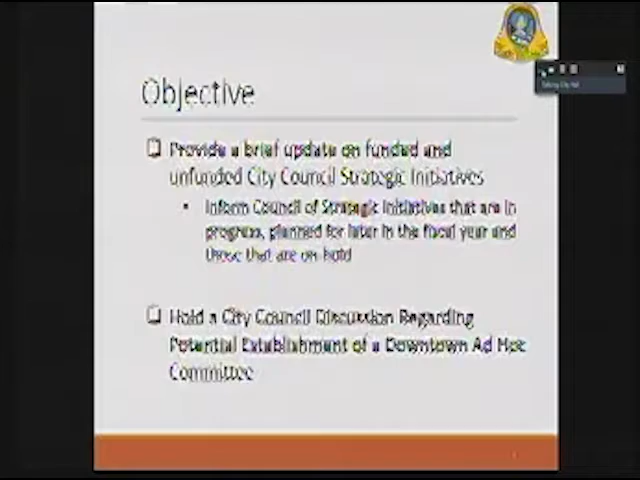 Objective
Provide a brief update on funded and
unfunded City Council Strategic Initiatives
Inform Council of Strategic Initiatives that are in
progress, planned for later in the fiscal year and
those that are on-hold
Hold a City Council Discussion Regarding
Potential Establishment of a Downtown Ad Hoc
Committee